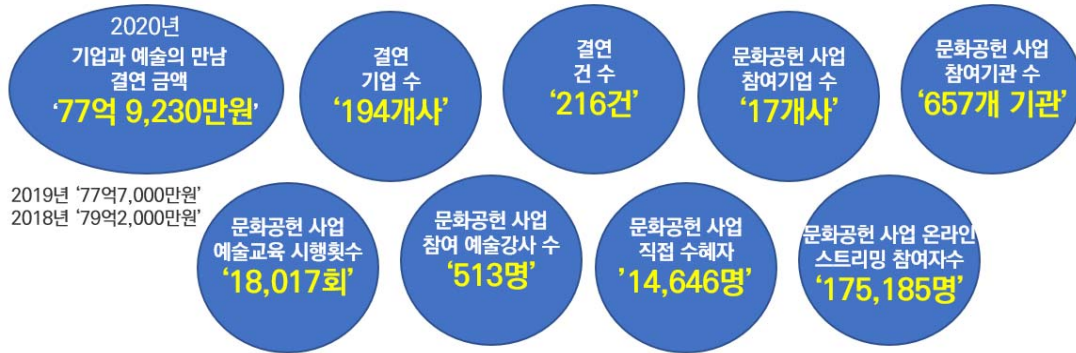 2020년
기업과 예술의 만남
결연 금액
‘77억 9,230만원’
결연
기업 수
‘194개사’
결연
건 수
‘216건’
문화공헌 사업
참여기업 수
‘17개사’
문화공헌 사업
참여기관 수
‘657개 기관’
2019년 ‘77억7,000만원’
2018년 ‘79억2,000만원’
문화공헌 사업
예술교육 시행횟수
‘18,017회’
문화공헌 사업
참여 예술강사 수
‘513명’
문화공헌 사업
직접 수혜자
’14,646명’
문화공헌 사업 온라인
스트리밍 참여자수
‘175,185명’